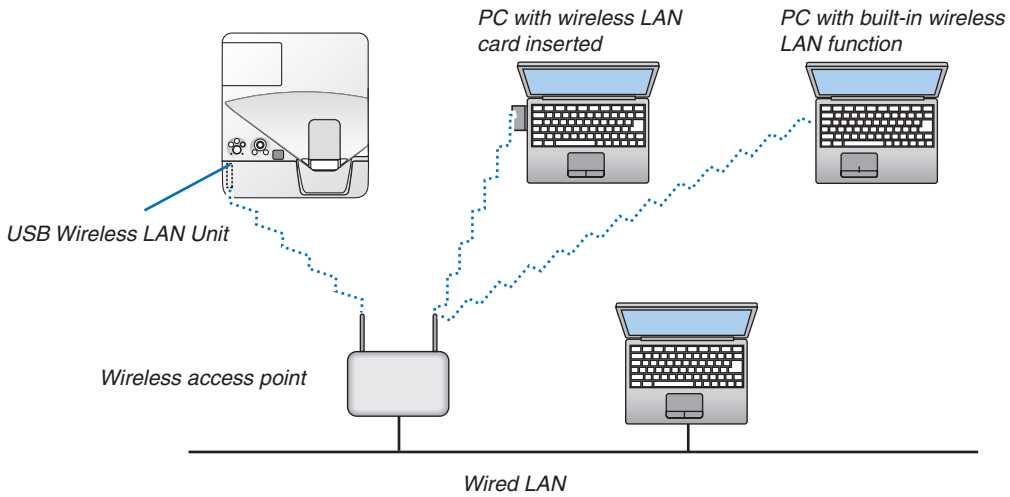 PC with wireless LAN
card inserted
PC with built-in wireless
LAN function
USB Wireless LAN Unit
Wireless access point
Wired LAN